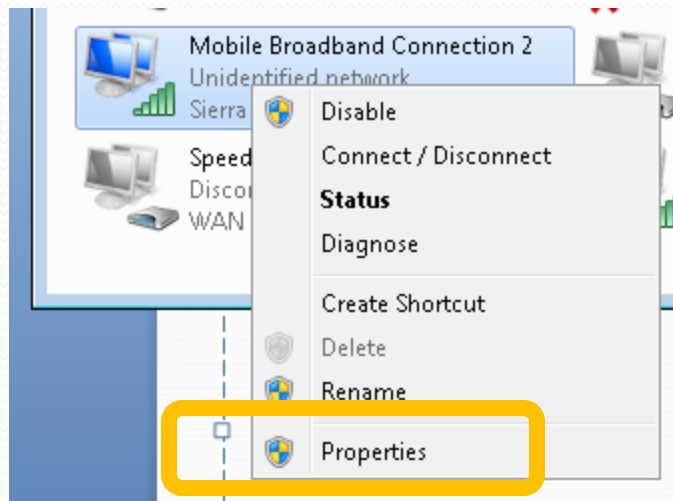 Mobile Broadband Connection 2
Unidentified network
Sierra
Disable
Speed
Connect / Disconnect
Discon
Status
WAN
Diagnose
Create Shortcut
Delete
Rename
Properties